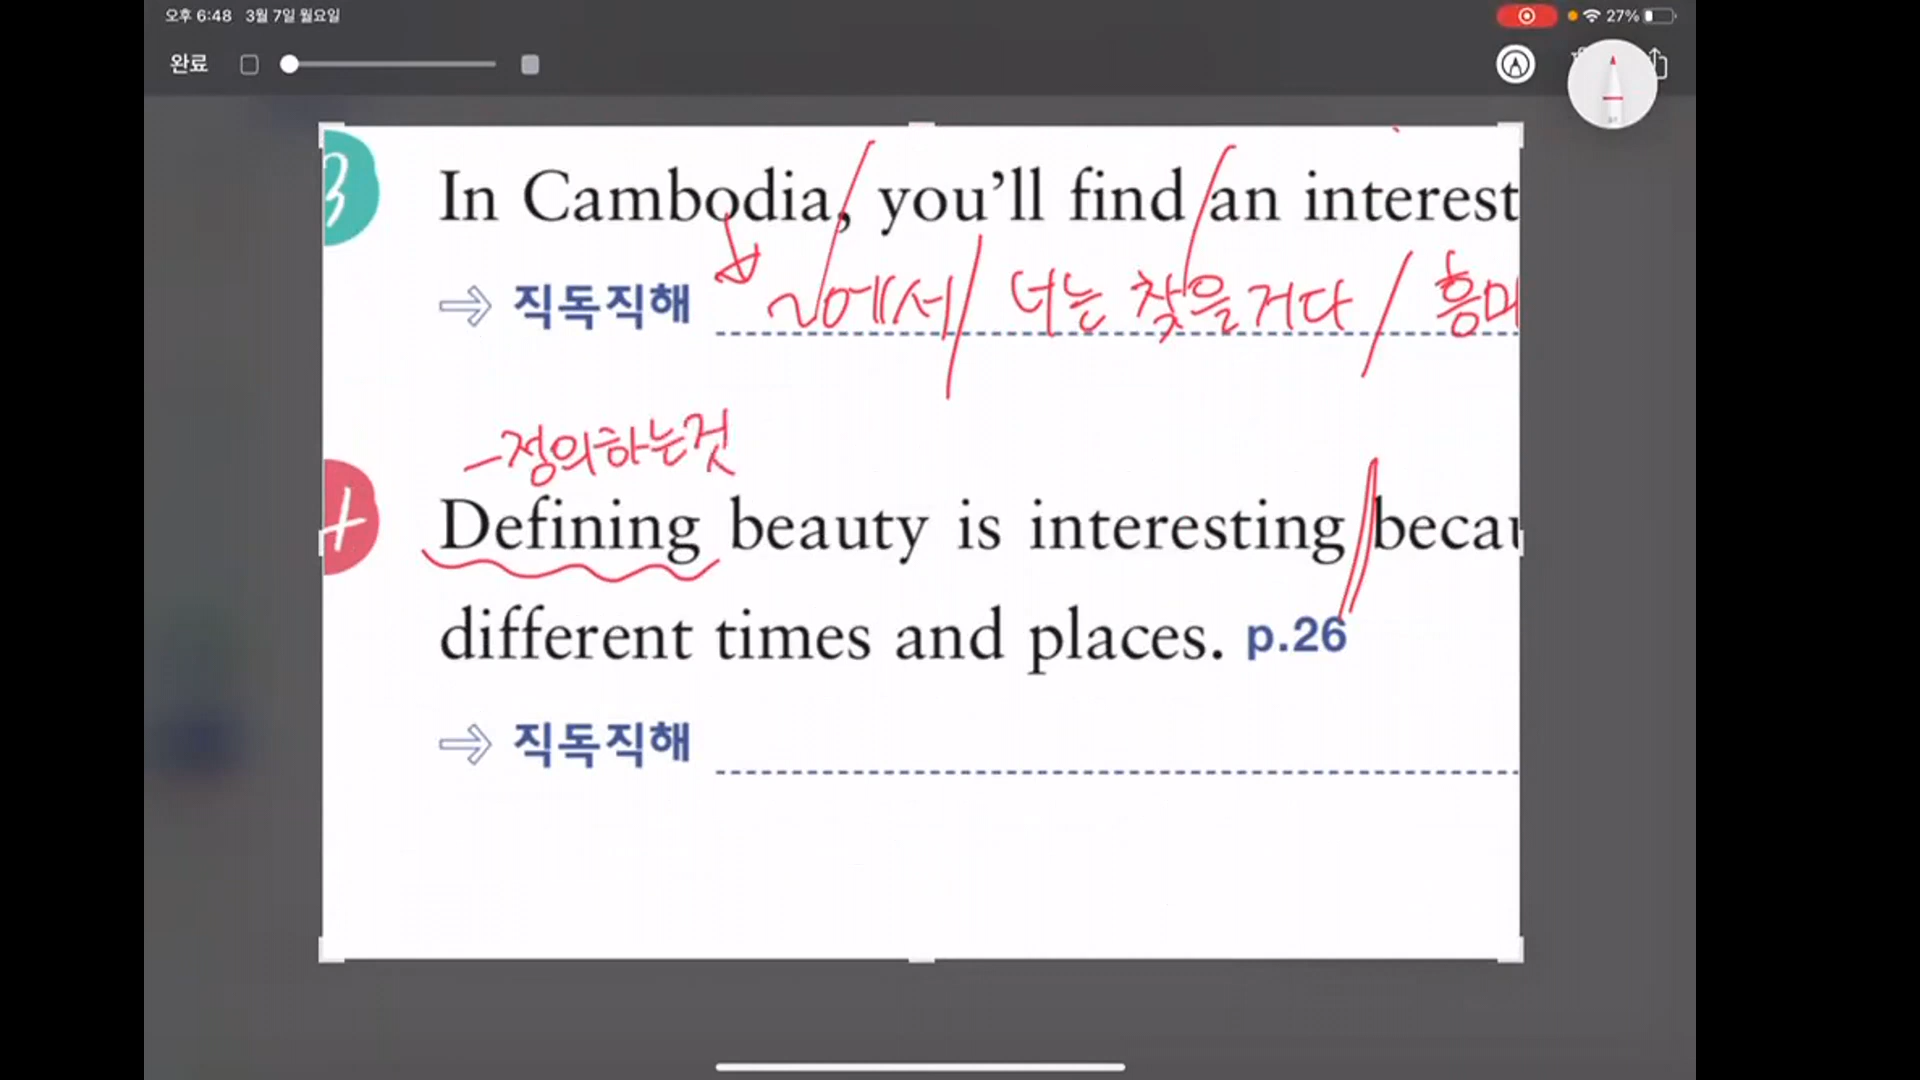 오후 6:48 3월 7일 월요일 27%
완료
3 In Cambodia, you'll find an interest
직독직해 ~에서 / 너는 찾을거다 / 흥미
-정의하는것
Defining beauty is interesting becau
different times and places. p.26
직독직해